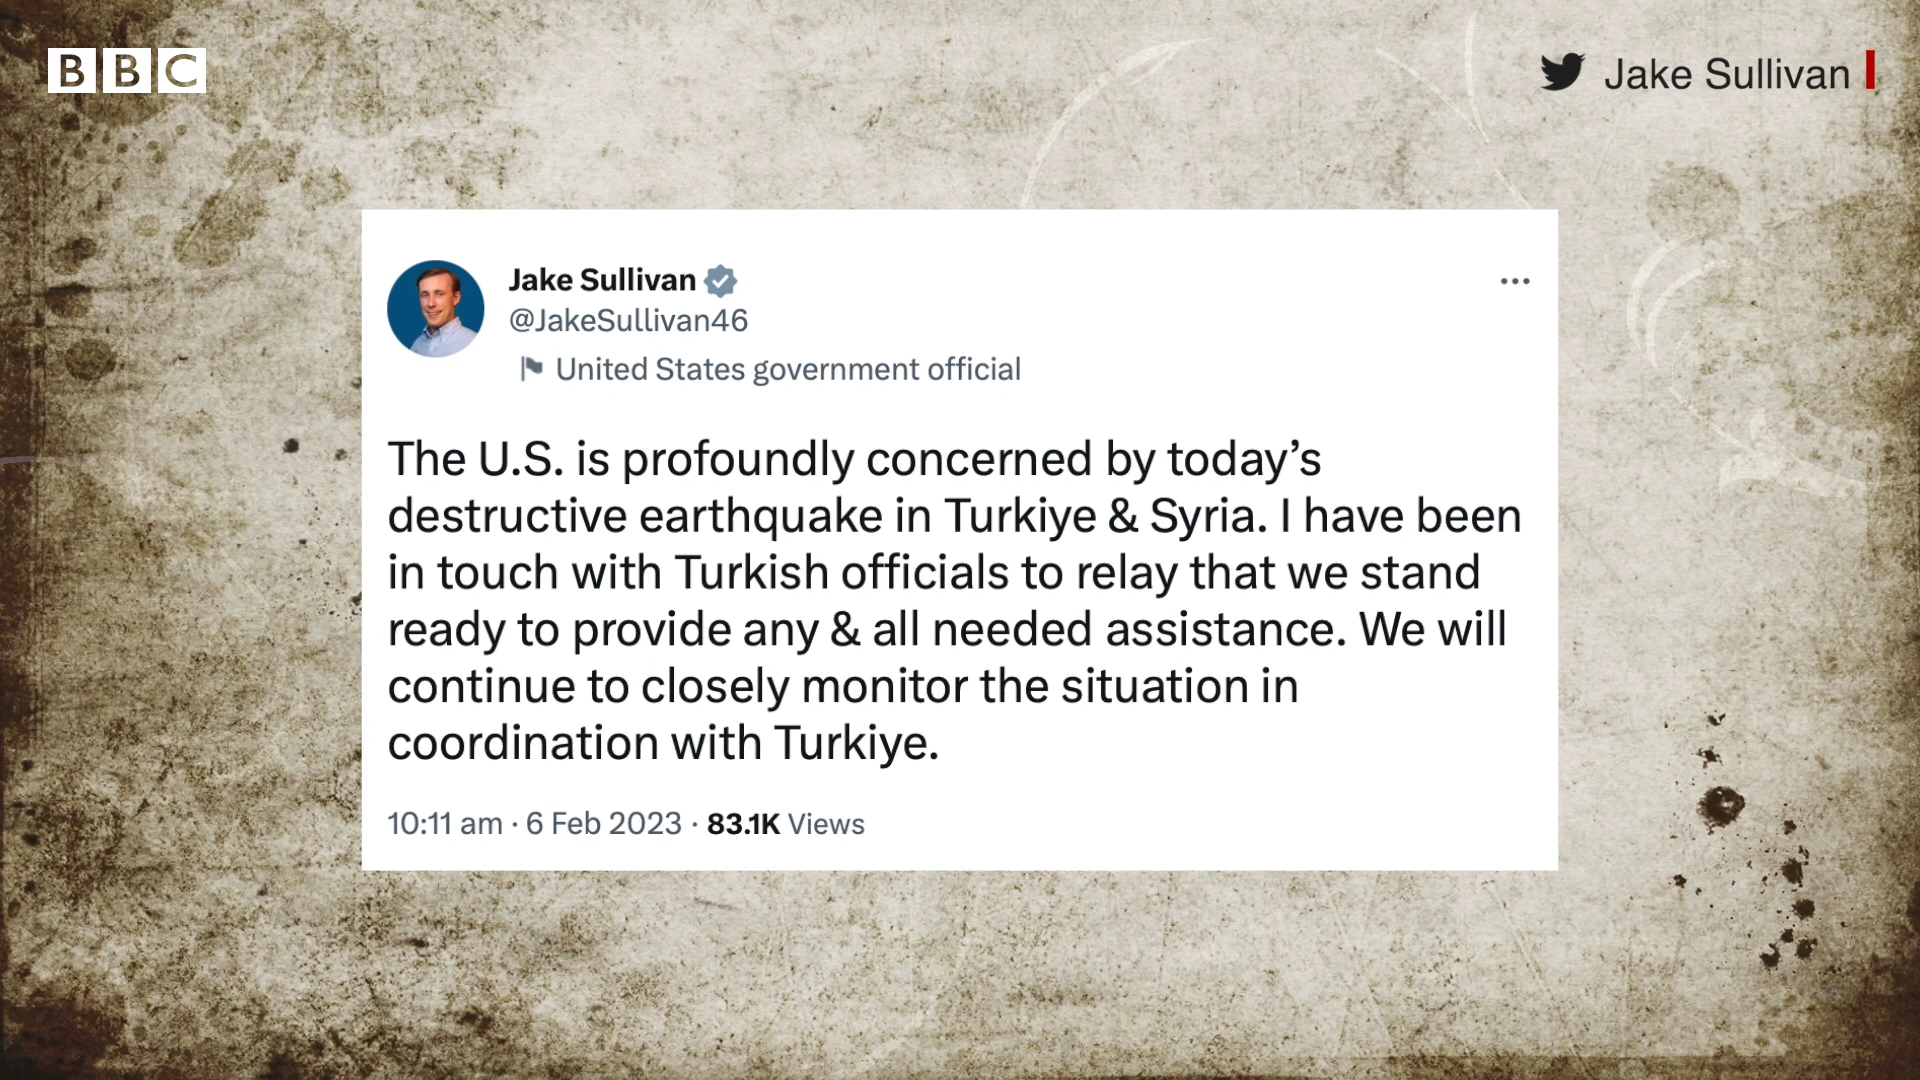 BBC
Jake Sullivan
Jake Sullivan
@JakeSullivan46
United States government official
The U.S. is profoundly concerned by today’s
destructive earthquake in Turkiye & Syria. I have been
in touch with Turkish officials to relay that we stand
ready to provide any & all needed assistance. We will
continue to closely monitor the situation in
coordination with Turkiye.
10:11 am · 6 Feb 2023 · 83.1K Views